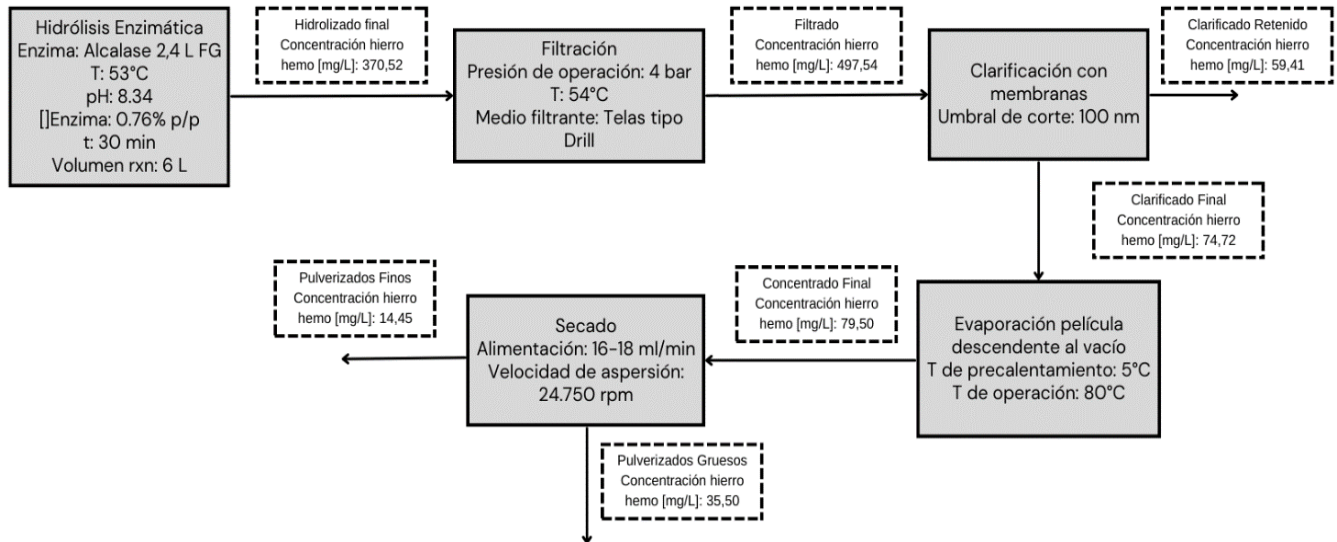 Hidrólisis Enzimática
Enzima: Alcalase 2,4 L FG
T: 53°C
pH: 8.34
[]Enzima: 0.76% p/p
t: 30 min
Volumen rxn: 6 L
Hidrolizado final
Concentración hierro
hemo [mg/L]: 370,52
Filtración
Presión de operación: 4 bar
T: 54°C
Medio filtrante: Telas tipo
Drill
Filtrado
Concentración hierro
hemo [mg/L]: 497,54
Clarificación con
membranas
Umbral de corte: 100 nm
Clarificado Retenido
Concentración hierro
hemo [mg/L]: 59,41
Clarificado Final
Concentración hierro
hemo [mg/L]: 74,72
Evaporación película
descendente al vacío
T de precalentamiento: 5°C
T de operación: 80°C
Concentrado Final
Concentración hierro
hemo [mg/L]: 79,50
Secado
Alimentación: 16-18 ml/min
Velocidad de aspersión:
24.750 rpm
Pulverizados Finos
Concentración hierro
hemo [mg/L]: 14,45
Pulverizados Gruesos
Concentración hierro
hemo [mg/L]: 35,50